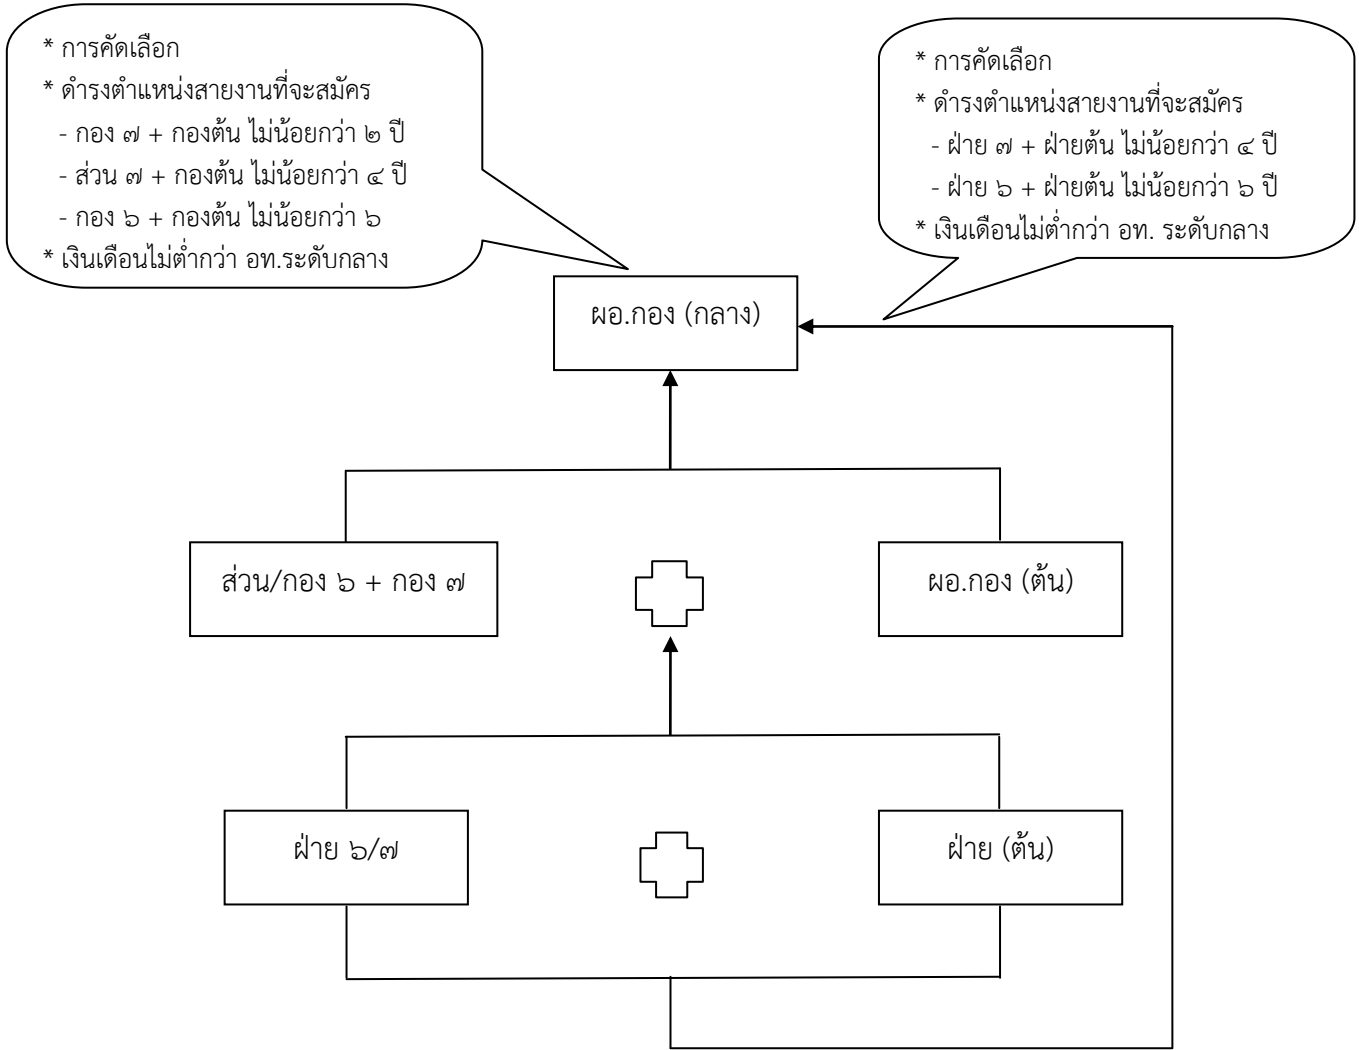 * การคัดเลือก
* ดำรงตำแหน่งสายงานที่จะสมัคร
- กอง ๗ + กองต้น ไม่น้อยกว่า ๒ ปี
- ส่วน ๗ + กองต้น ไม่น้อยกว่า ๔ ปี
- กอง ๖ + กองต้น ไม่น้อยกว่า ๖
* เงินเดือนไม่ต่ำกว่า อท.ระดับกลาง
* การคัดเลือก
* ดำรงตำแหน่งสายงานที่จะสมัคร
- ฝ่าย ๗ + ฝ่ายต้น ไม่น้อยกว่า ๔ ปี
- ฝ่าย ๖ + ฝ่ายต้น ไม่น้อยกว่า ๖ ปี
* เงินเดือนไม่ต่ำกว่า อท. ระดับกลาง
ผอ.กอง (กลาง)
ส่วน/กอง ๖ + กอง ๗
ผอ.กอง (ต้น)
ฝ่าย ๖/๗
ฝ่าย (ต้น)